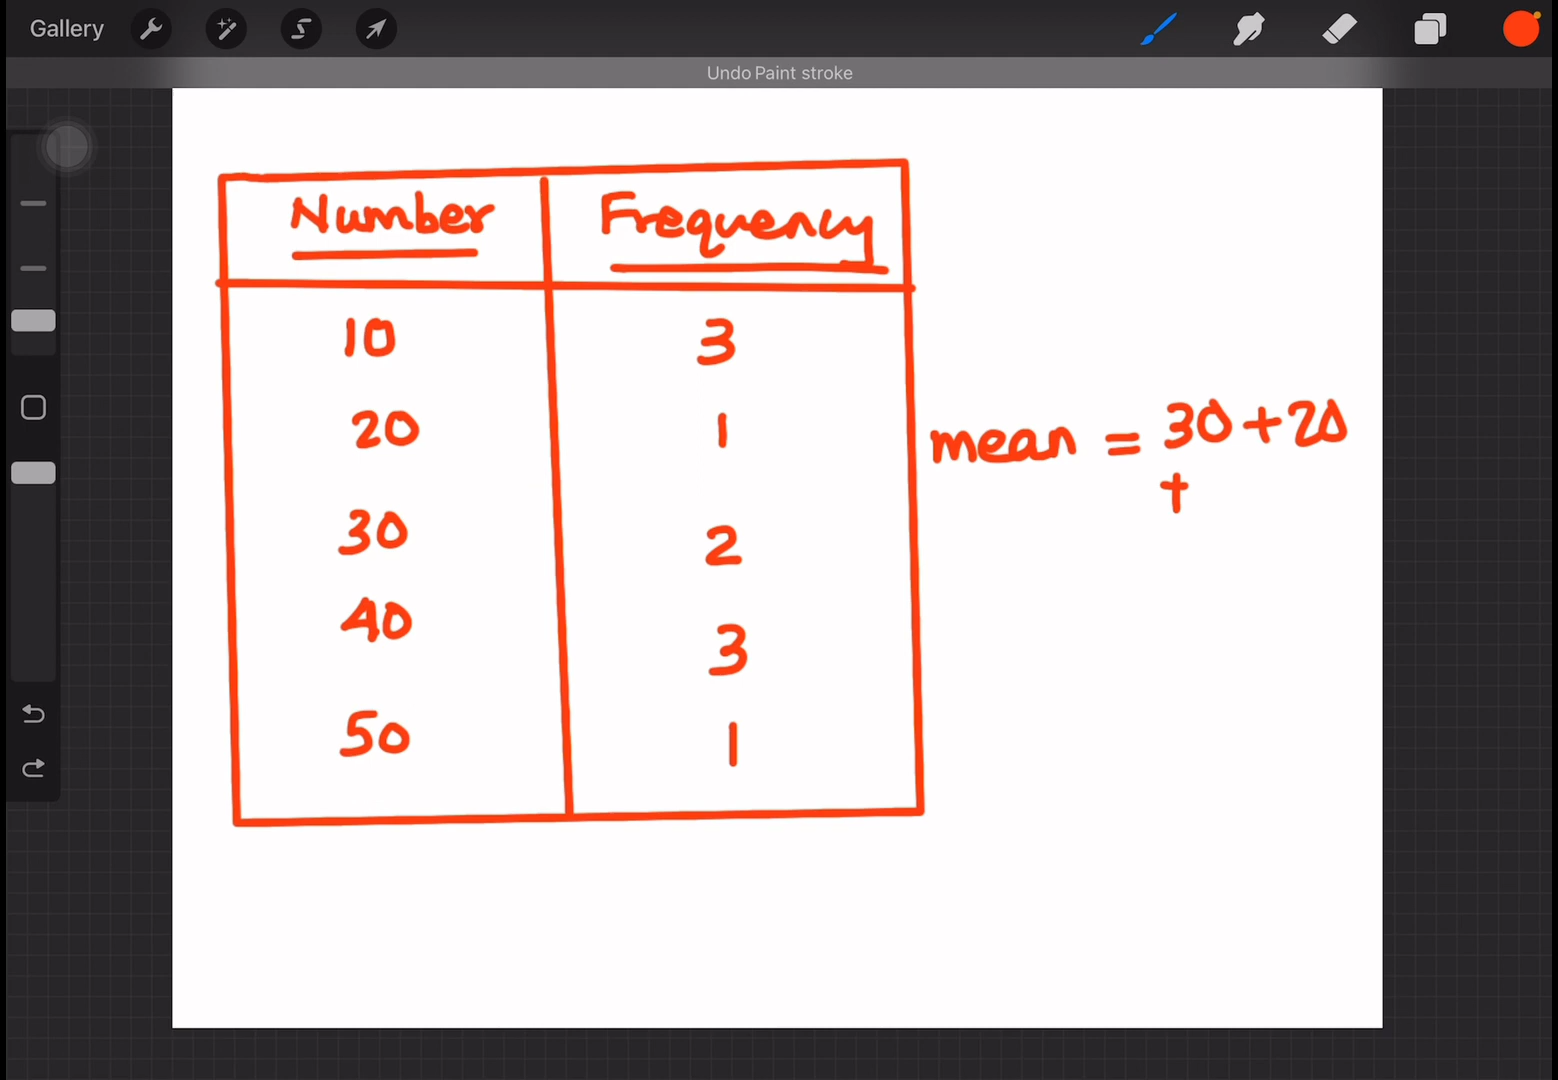 Gallery
Undo Paint stroke
Number Frequency
10 3
20 1
30 2
40 3
50 1
mean = 30+20
+